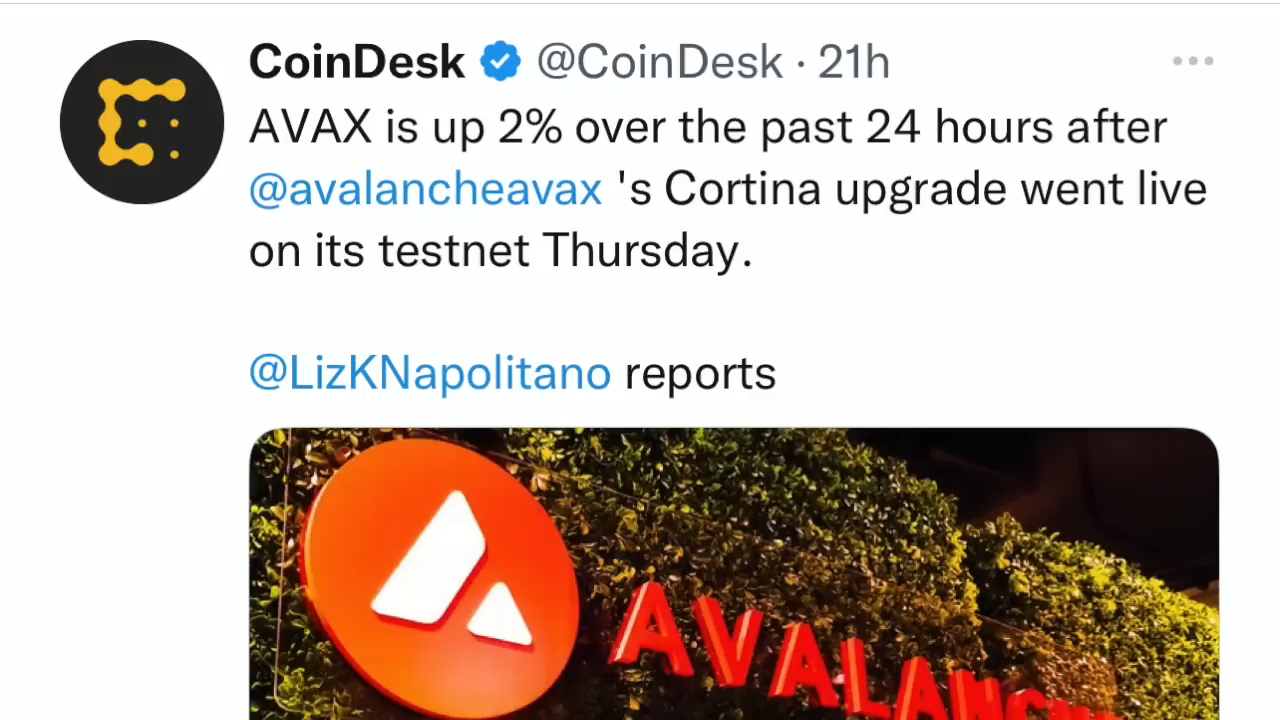 CoinDesk @CoinDesk · 21h
AVAX is up 2% over the past 24 hours after
@avalancheavax 's Cortina upgrade went live
on its testnet Thursday.
@LizKNapolitano reports
AVALANCHE